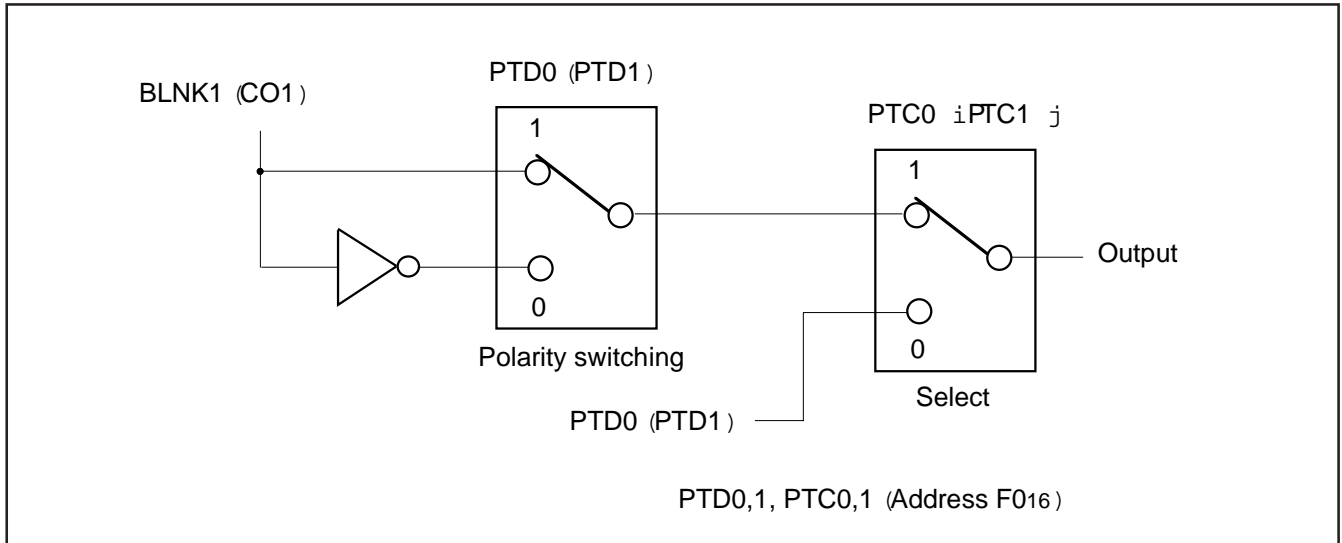 PTD0 (PTD1)
BLNK1 (CO1)
PTC0 iPTC1 j
1
1
Output
0
0
Polarity switching
Select
PTD0 (PTD1)
PTD0,1, PTC0,1 (Address F016)